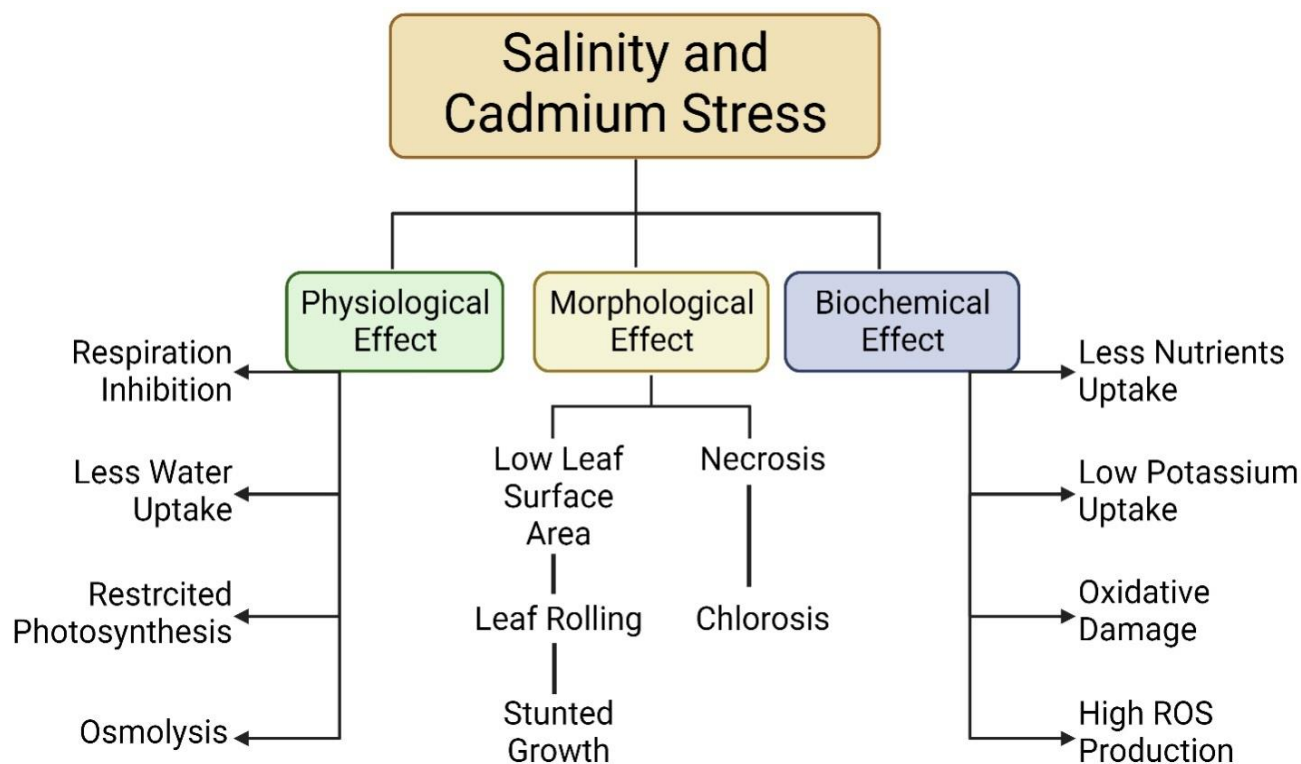 Salinity and
Cadmium Stress
Physiological
Effect
Morphological
Effect
Biochemical
Effect
Respiration
Inhibition
Less Water
Uptake
Restrcited
Photosynthesis
Osmolysis
Low Leaf
Surface
Area
Leaf Rolling
Stunted
Growth
Necrosis
Chlorosis
Less Nutrients
Uptake
Low Potassium
Uptake
Oxidative
Damage
High ROS
Production